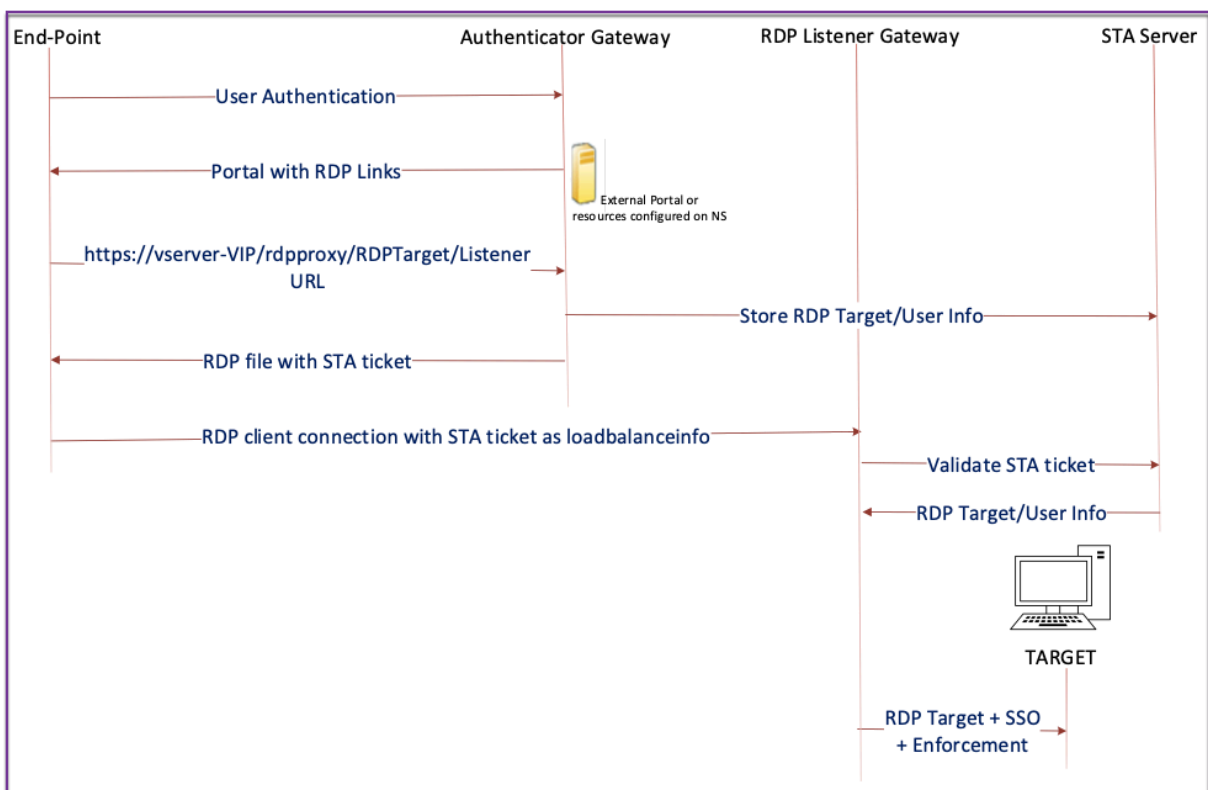 End-Point
Authenticator Gateway
RDP Listener Gateway
STA Server
User Authentication
Portal with RDP Links
External Portal or
resources configured on NS
https://vserver-VIP/rdpproxy/RDPTarget/Listener
URL
Store RDP Target/User Info
RDP file with STA ticket
RDP client connection with STA ticket as loadbalanceinfo
Validate STA ticket
RDP Target/User Info
TARGET
RDP Target + SSO
+ Enforcement